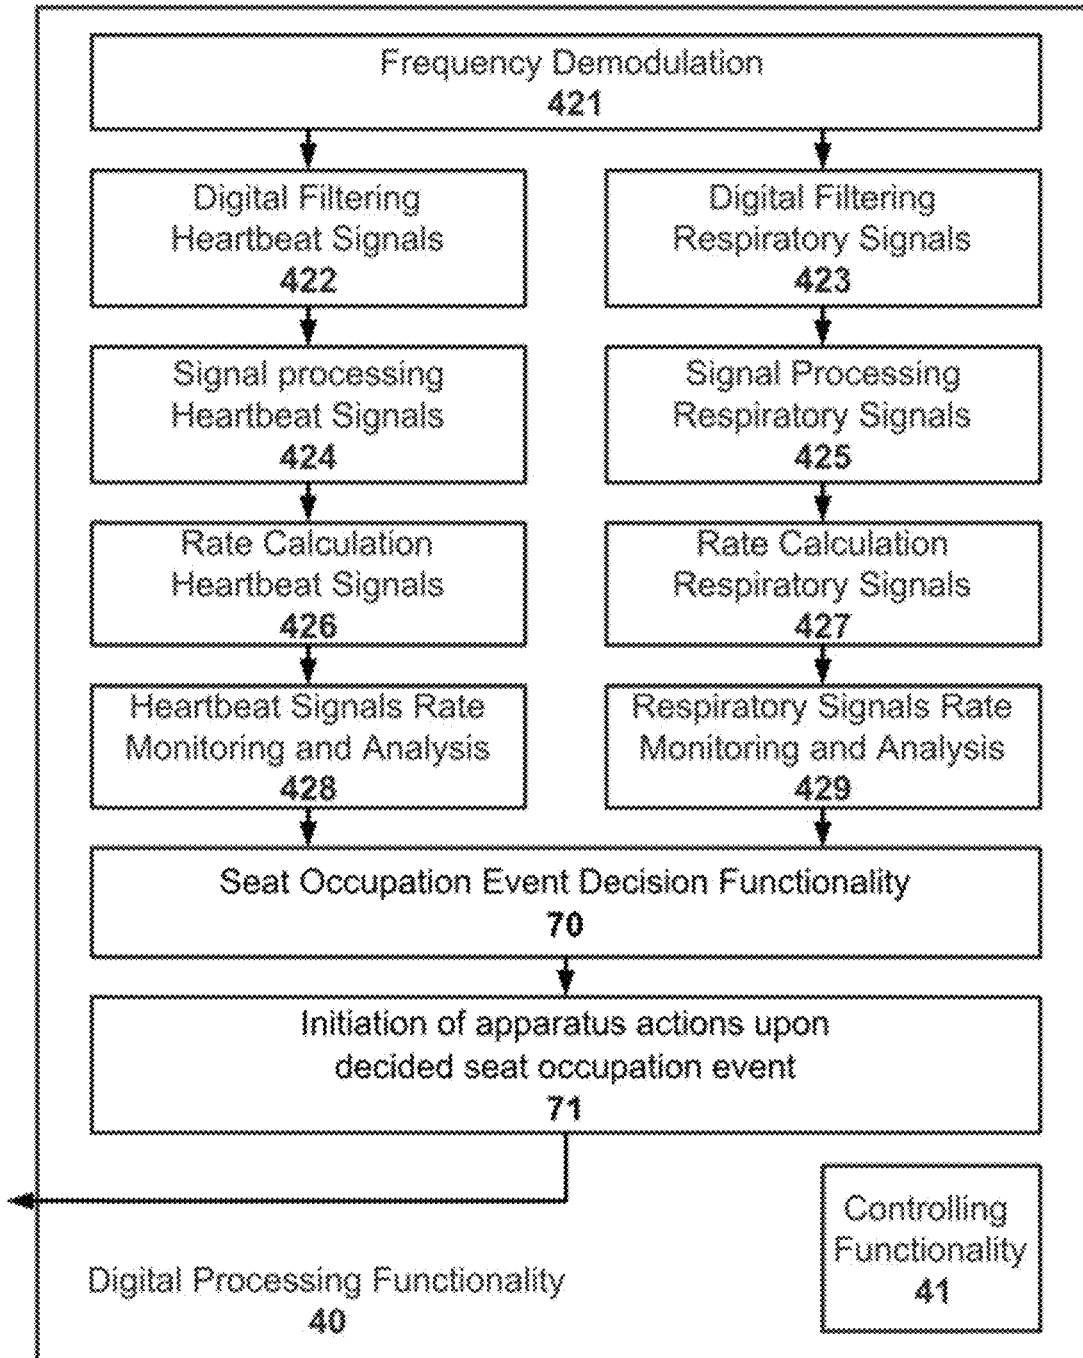 Frequency Demodulation
421
Digital Filtering
Heartbeat Signals
422
Digital Filtering
Respiratory Signals
423
Signal processing
Heartbeat Signals
424
Signal Processing
Respiratory Signals
425
Rate Calculation
Heartbeat Signals
426
Rate Calculation
Respiratory Signals
427
Heartbeat Signals Rate
Monitoring and Analysis
428
Respiratory Signals Rate
Monitoring and Analysis
429
Seat Occupation Event Decision Functionality
70
Initiation of apparatus actions upon
decided seat occupation event
71
Controlling
Functionality
41
Digital Processing Functionality
40